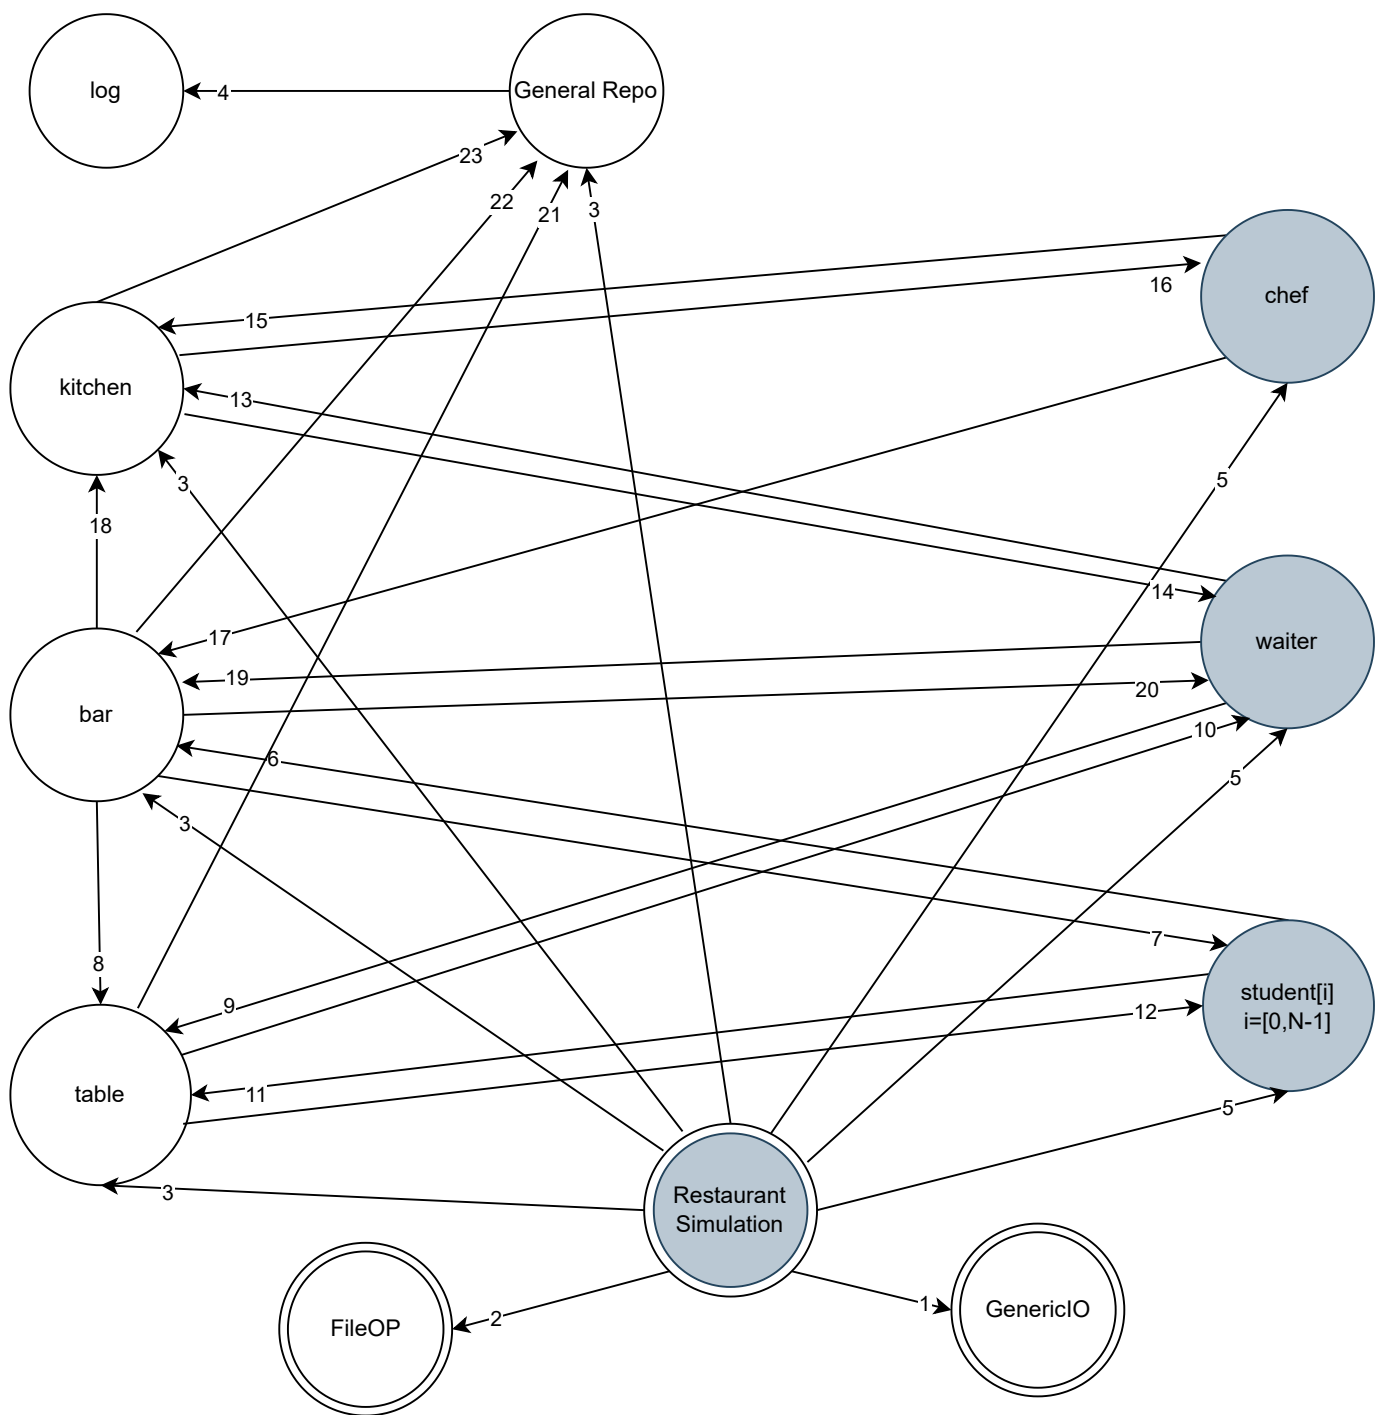 log
General Repo
4
23
22
21
3
chef
16
15
kitchen
13
3
5
18
14
17
waiter
19
20
bar
10
6
5
3
7
8
student[i]
i=[0,N-1]
9
12
table
11
5
3
Restaurant
Simulation
1
GenericIO
2
FileOP